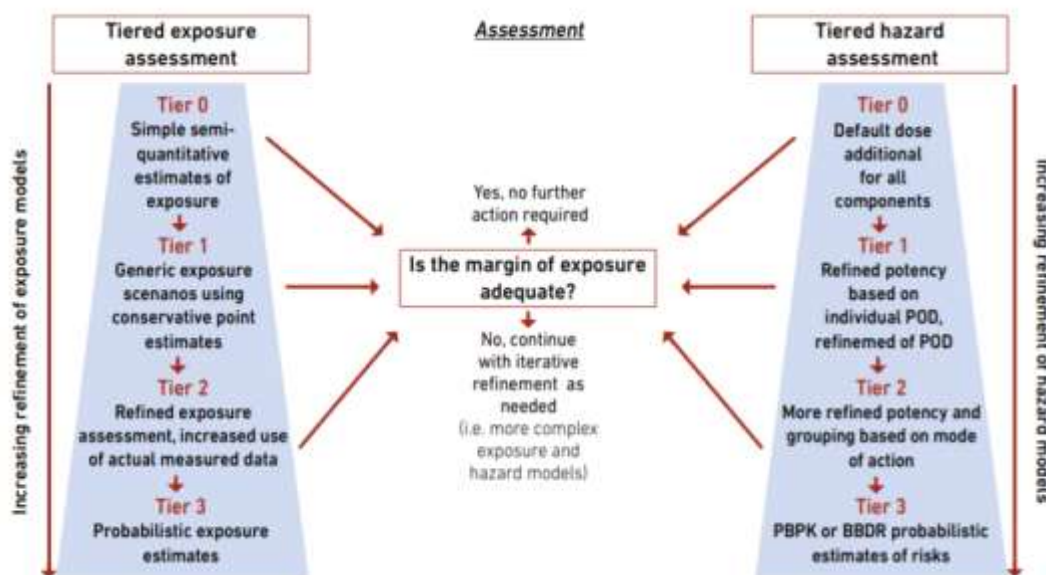 Tiered exposure
assessment
Assessment
Tiered hazard
assessment
Increasing refinement of exposure models
Tier 0
Simple semi-
quantitative
estimates of
exposure
Tier 1
Generic exposure
scenanos using
conservative point
estimates
Tier 2
Refined exposure
assessment, increased use
of actual measured data
Tier 3
Probabilistic exposure
estimates
Yes, no further
action required
Is the margin of exposure
adequate?
No, continue
with iterative
refinement as
needed
(i.e. more complex
exposure and
hazard models)
Tier 0
Default dose
additional
for all
components
Tier 1
Refined potency
based on
individual POD,
refinemed of POD
Tier 2
More refined potency and
grouping based on mode
of action
Tier 3
PBPK or BBDR probabilistic
estimates of risks
Increasing refinement of hazard models